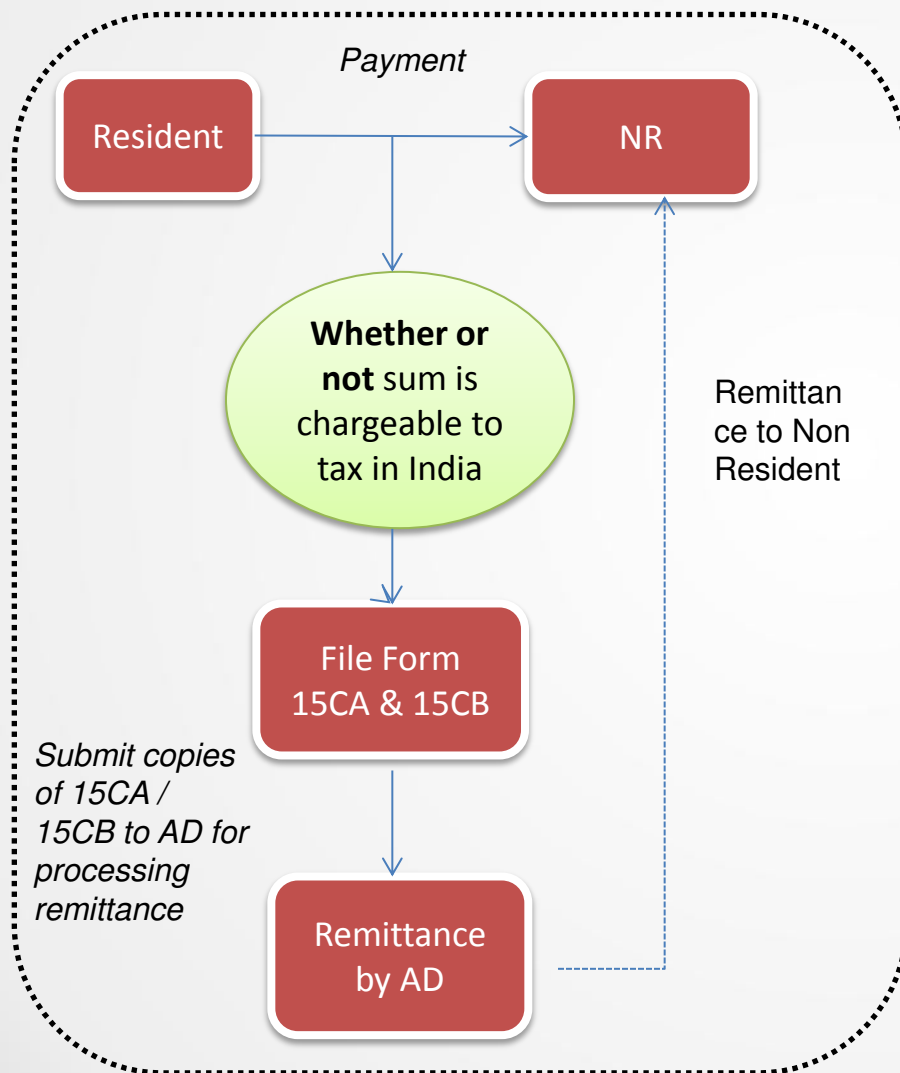 Payment
Resident
NR
Whether or
not sum is
chargeable to
tax in India
Remittan
ce to Non
Resident
File Form
15CA & 15CB
Submit copies
of 15CA /
15CB to AD for
processing
remittance
Remittance
by AD